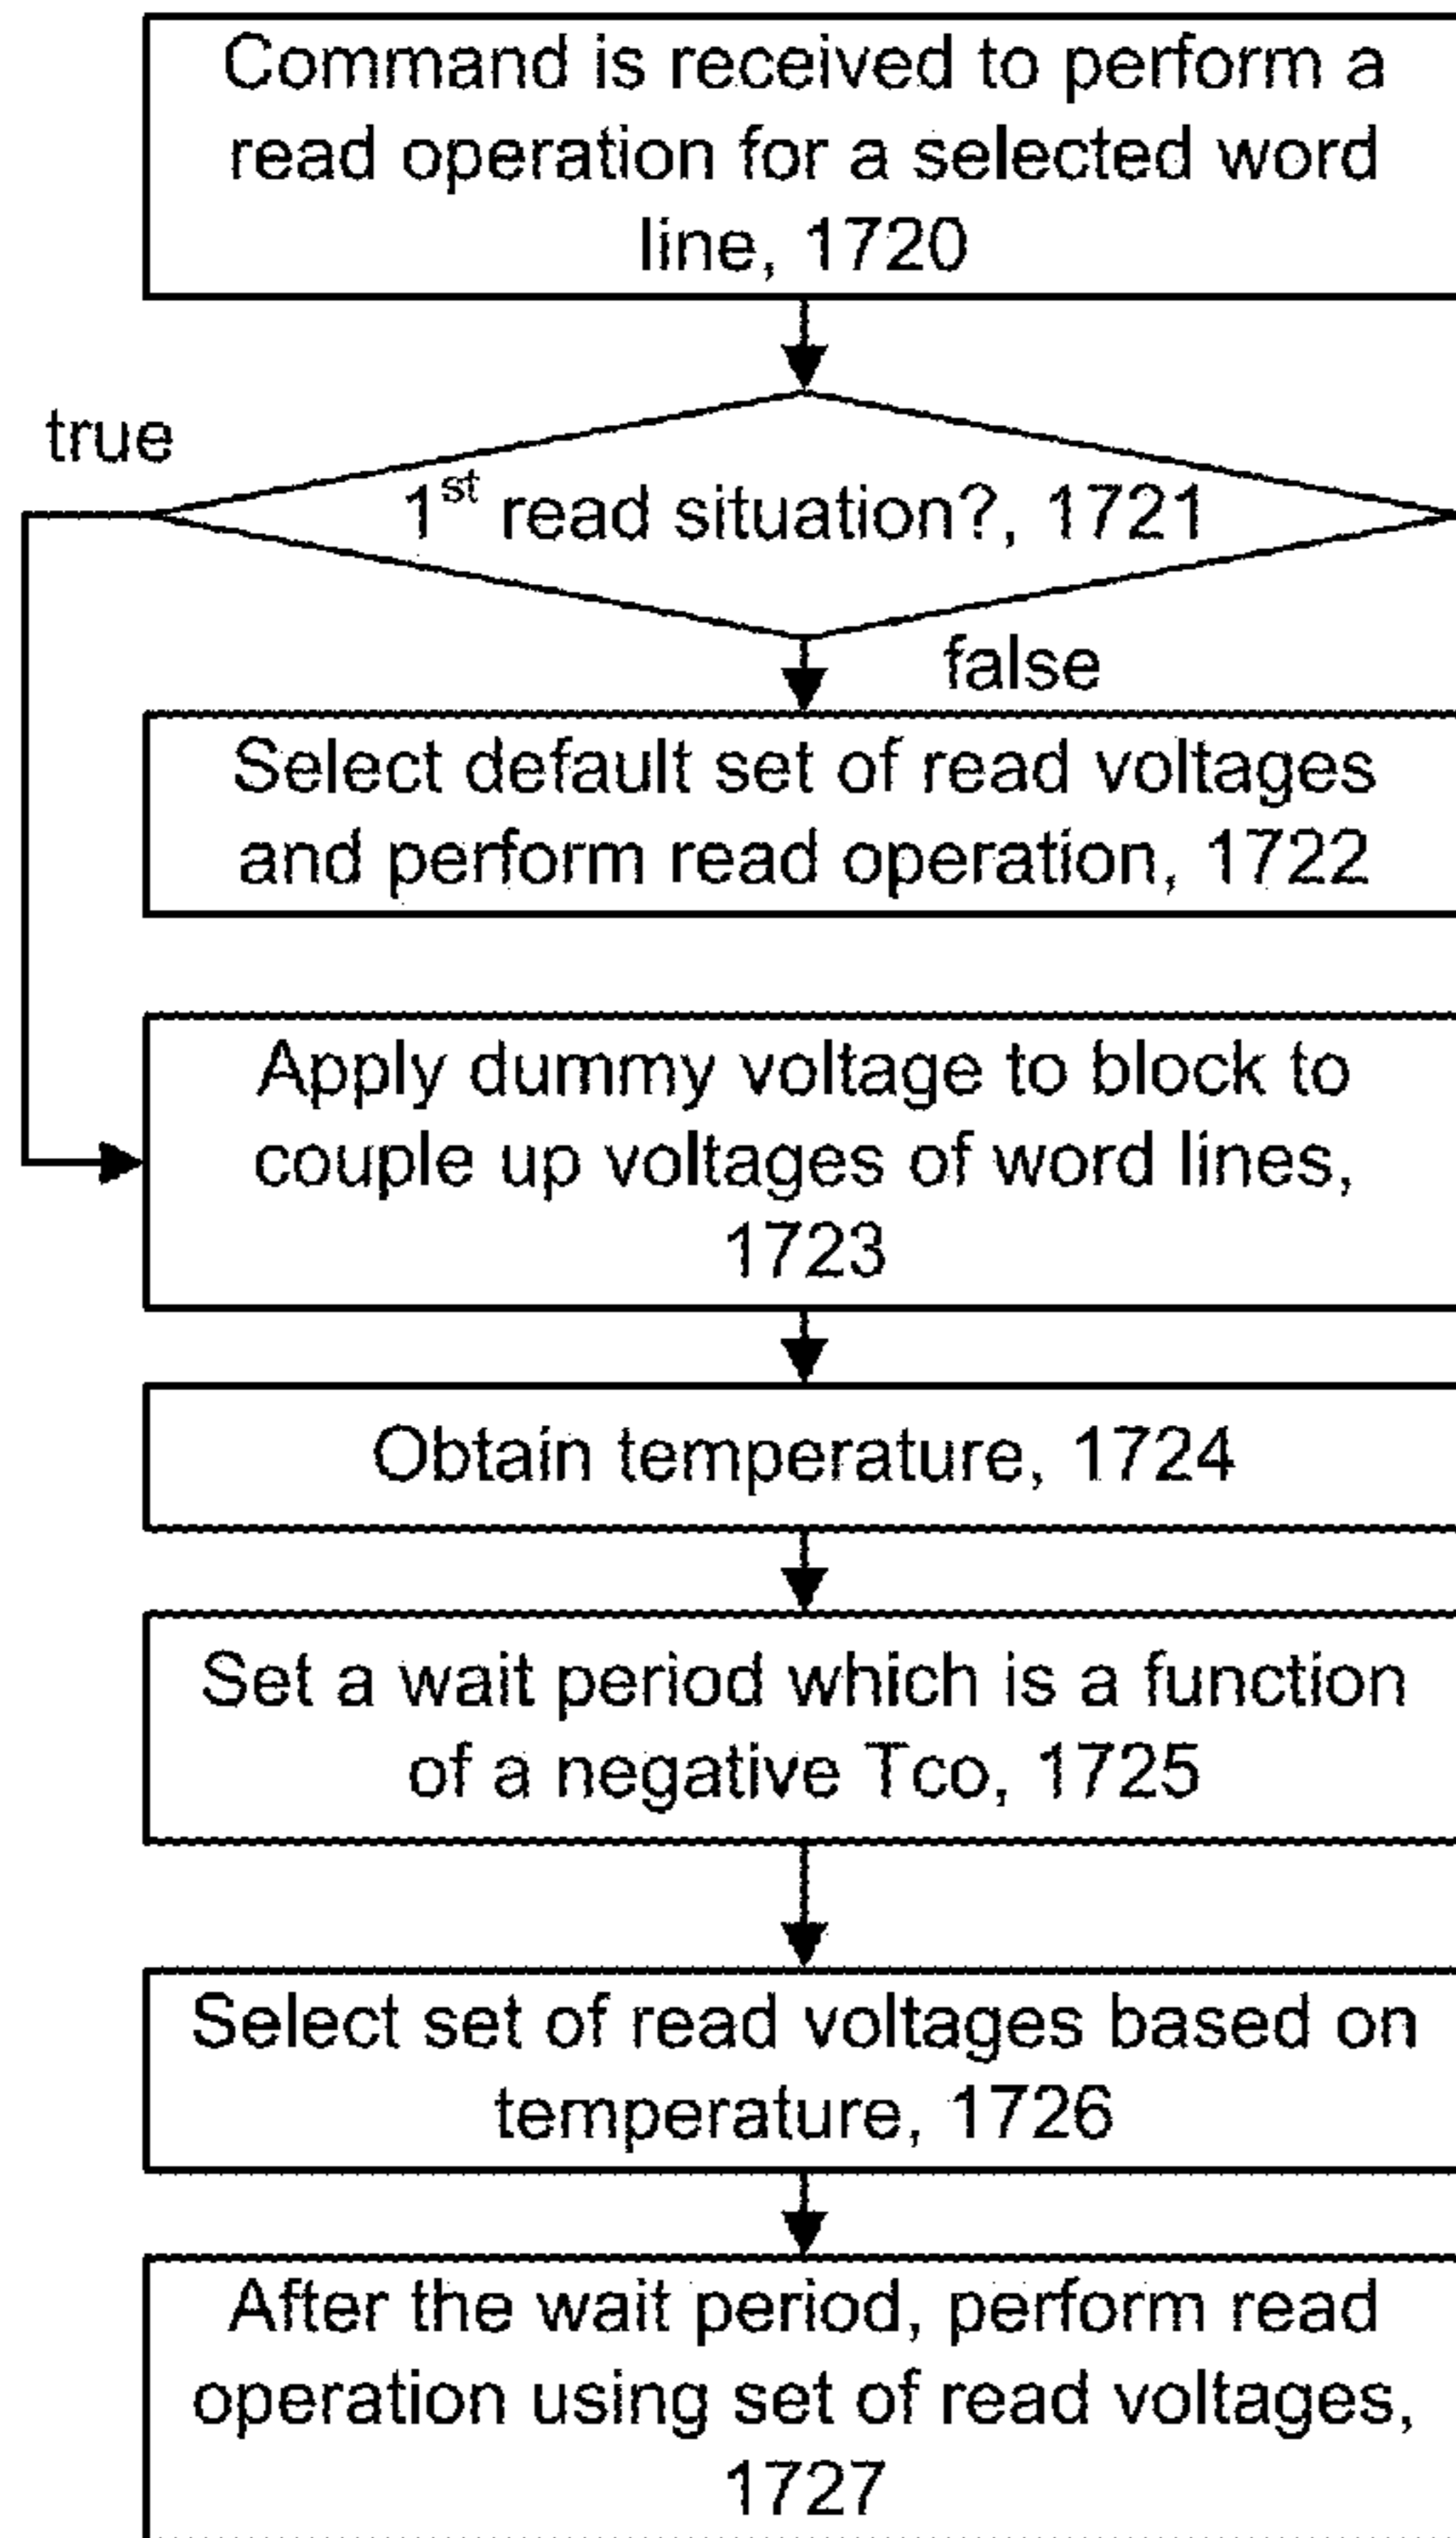 Command is received to perform a
read operation for a selected word
line, 1720
true
1st read situation?, 1721
false
Select default set of read voltages
and perform read operation, 1722
Apply dummy voltage to block to
couple up voltages of word lines,
1723
Obtain temperature, 1724
Set a wait period which is a function
of a negative Tco, 1725
Select set of read voltages based on
temperature, 1726
After the wait period, perform read
operation using set of read voltages,
1727